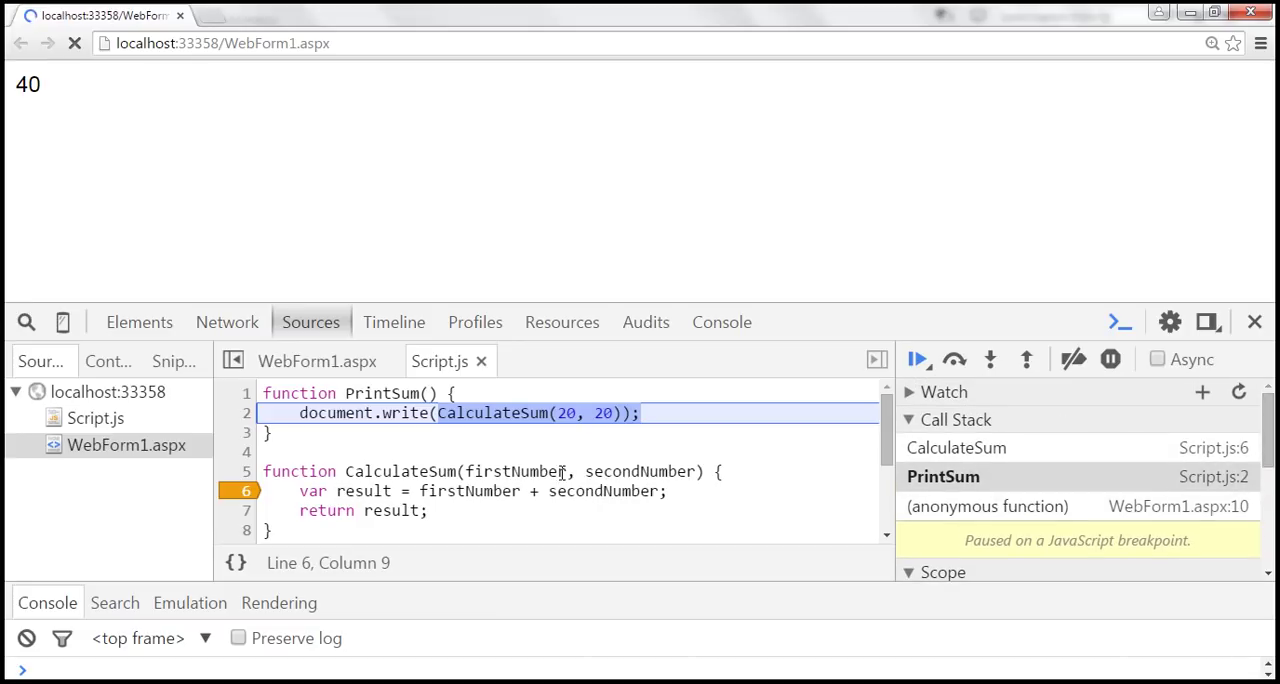 localhost:33358/WebForm
localhost:33358/WebForm1.aspx
40
Elements Network Sources Timeline Profiles Resources Audits Console
Sour... Cont... Snip... WebForm1.aspx Script.js Async
localhost:33358
Script.js
WebForm1.aspx
1 function PrintSum() {
2 document.write(CalculateSum(20, 20));
3 }
4
5 function CalculateSum(firstNumber, secondNumber) {
6 var result = firstNumber + secondNumber;
7 return result;
8 }
{} Line 6, Column 9
Watch
Call Stack
CalculateSum Script.js:6
PrintSum Script.js:2
(anonymous function) WebForm1.aspx:10
Paused on a JavaScript breakpoint.
Scope
Console Search Emulation Rendering
<top frame> Preserve log